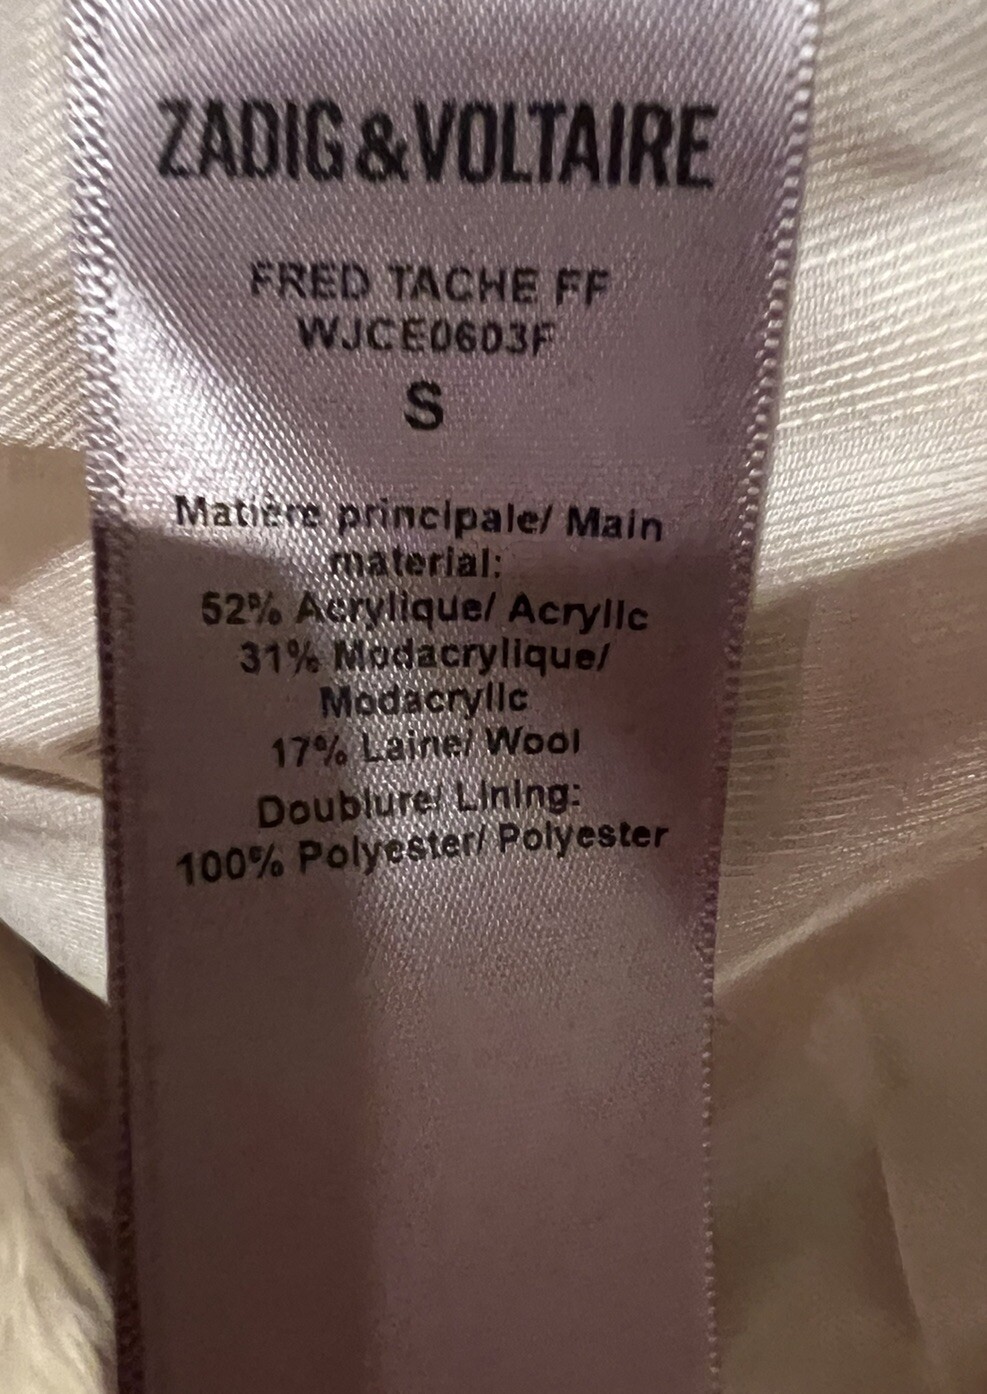 ZADIG&VOLTAIRE
FRED TACHE FF
WJCE0603F
S
Matière principale/ Main
material:
52% Acrylique/ Acrylic
31% Modacrylique/
Modacrylic
17% Laine/ Wool
Doublure/ Lining:
100% Polyester/ Polyester